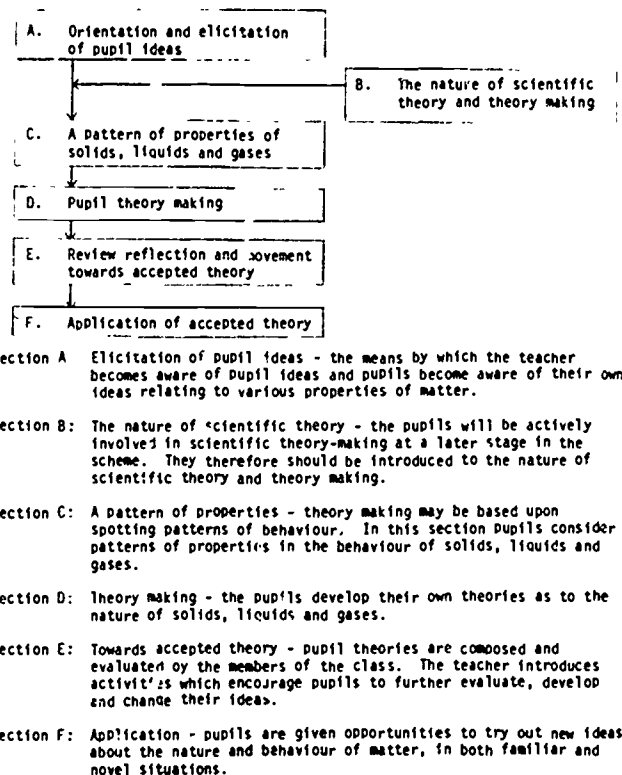 A. Orientation and elicitation
of pupil ideas
B. The nature of scientific
theory and theory making
C. A pattern of properties of
solids, liquids and gases
D. Pupil theory making
E. Review reflection and movement
towards accepted theory
F. Application of accepted theory
ection A Elicitation of pupil ideas - the means by which the teacher
becomes aware of pupil ideas and pupils become aware of their own
ideas relating to various properties of matter.
ection B: The nature of scientific theory - the pupils will be actively
involved in scientific theory-making at a later stage in the
scheme. They therefore should be introduced to the nature of
scientific theory and theory making.
ection C: A pattern of properties - theory making may be based upon
spotting patterns of behaviour. In this section pupils consider
patterns of properties in the behaviour of solids, liquids and
gases.
ection D: Theory making - the pupils develop their own theories as to the
nature of solids, liquids and gases.
ection E: Towards accepted theory - pupil theories are composed and
evaluated by the members of the class. The teacher introduces
activities which encourage pupils to further evaluate, develop
and change their ideas.
ection F: Application - pupils are given opportunities to try out new ideas
about the nature and behaviour of matter, in both familiar and
novel situations.